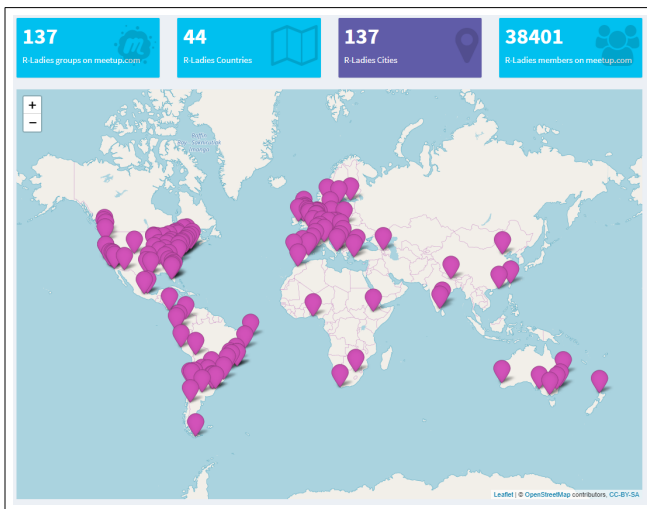 137
R-Ladies groups on meetup.com
44
R-Ladies Countries
137
R-Ladies Cities
38401
R-Ladies members on meetup.com
+
−
Leaflet | © OpenStreetMap contributors, CC-BY-SA